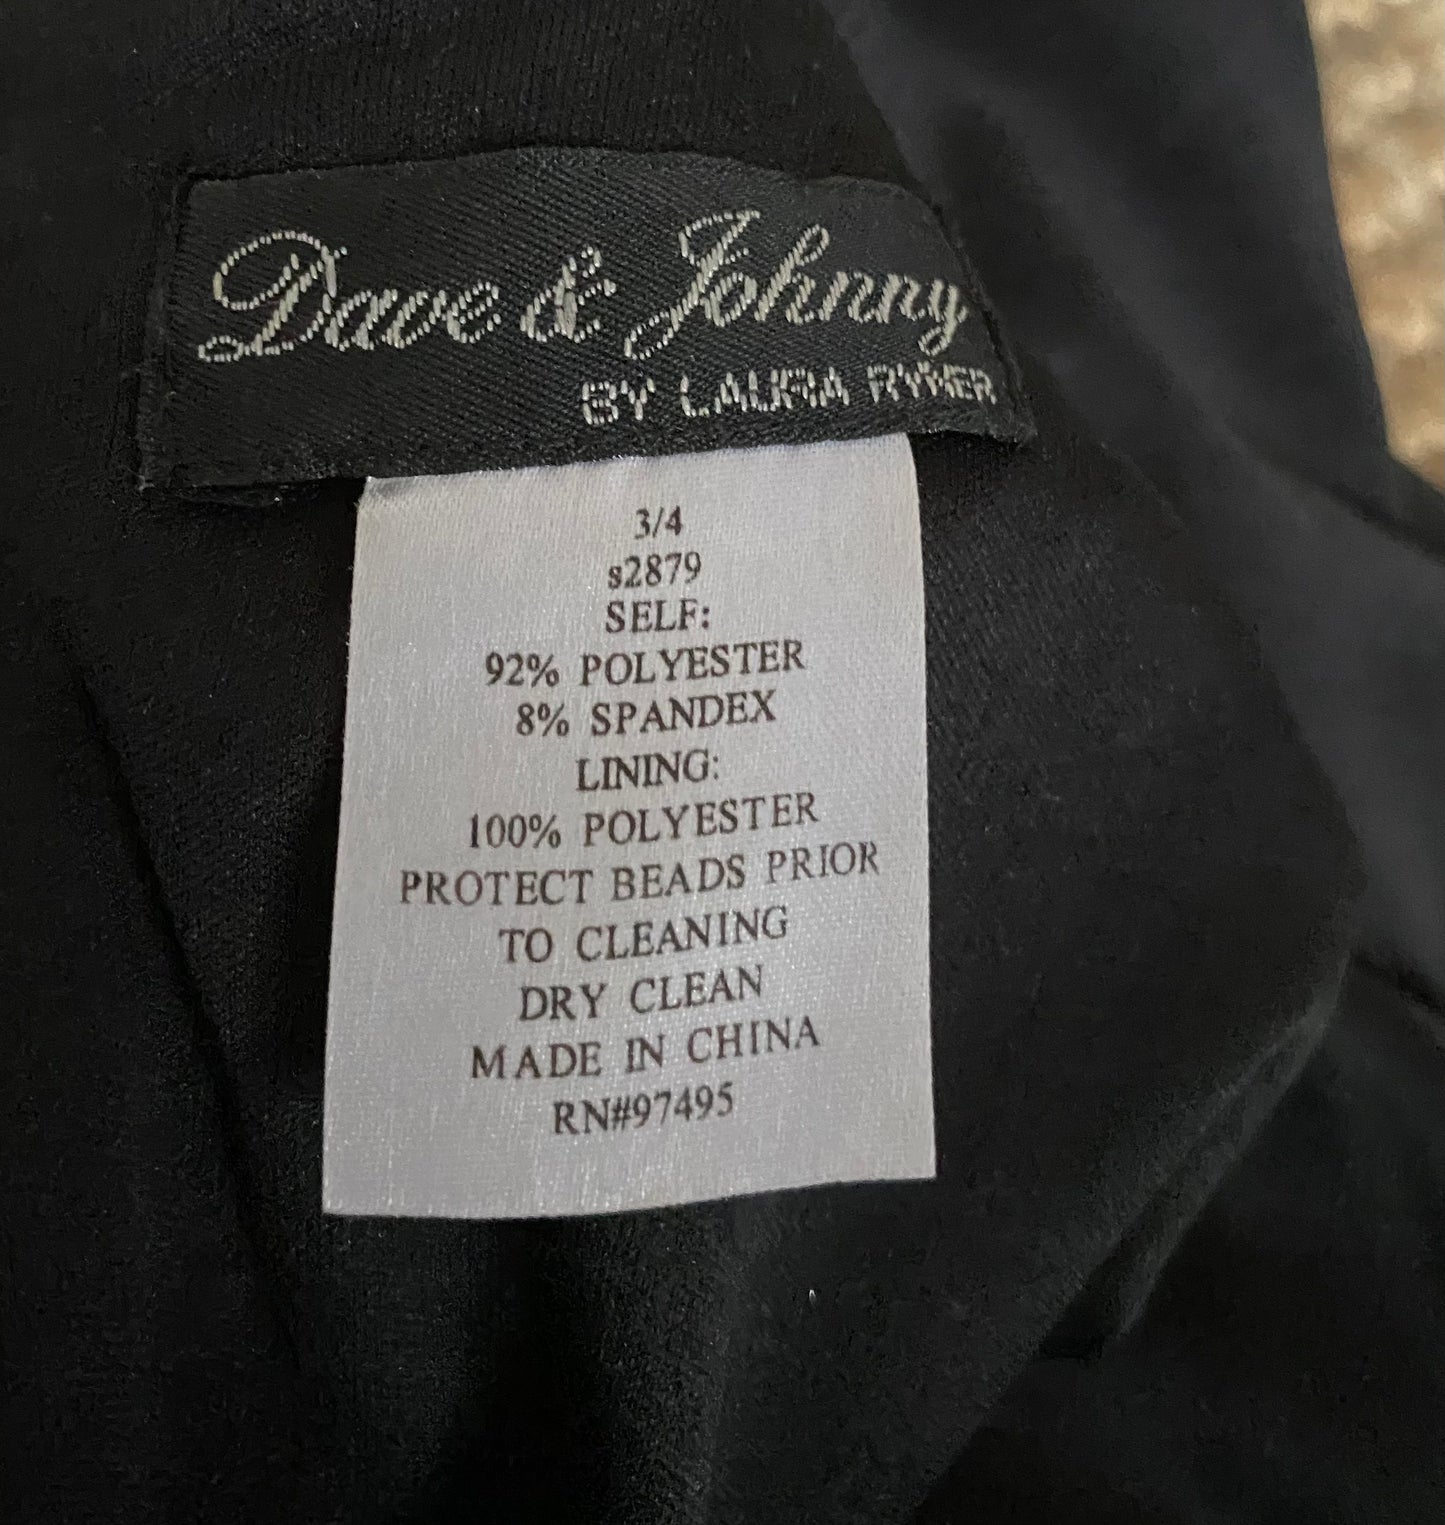 Dave & Johnny
BY LAURA RYNER
3/4
s2879
SELF:
92% POLYESTER
8% SPANDEX
LINING:
100% POLYESTER
PROTECT BEADS PRIOR
TO CLEANING
DRY CLEAN
MADE IN CHINA
RN#97495